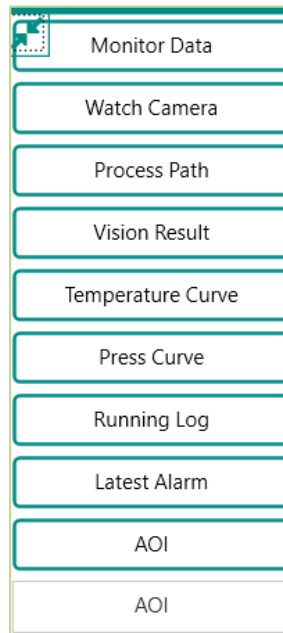 Monitor Data
Watch Camera
Process Path
Vision Result
Temperature Curve
Press Curve
Running Log
Latest Alarm
AOI
AOI